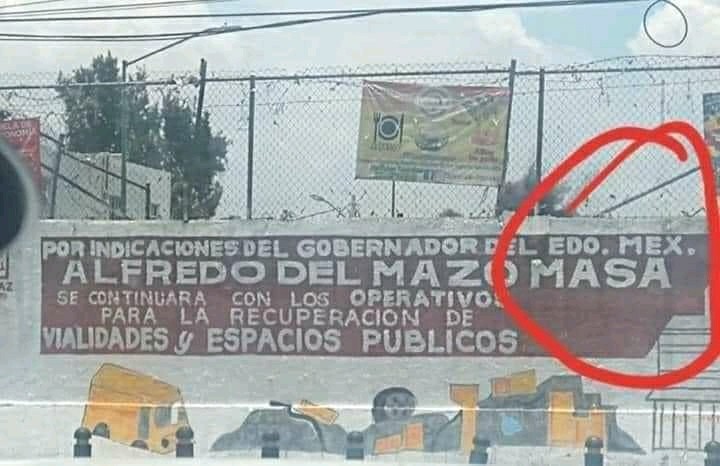 POR INDICACIONES DEL GOBERNADOR DEL EDO. MEX.
ALFREDO DEL MAZO MASA
SE CONTINUARA CON LOS OPERATIVOS
PARA LA RECUPERACION DE
VIALIDADES y ESPACIOS PUBLICOS